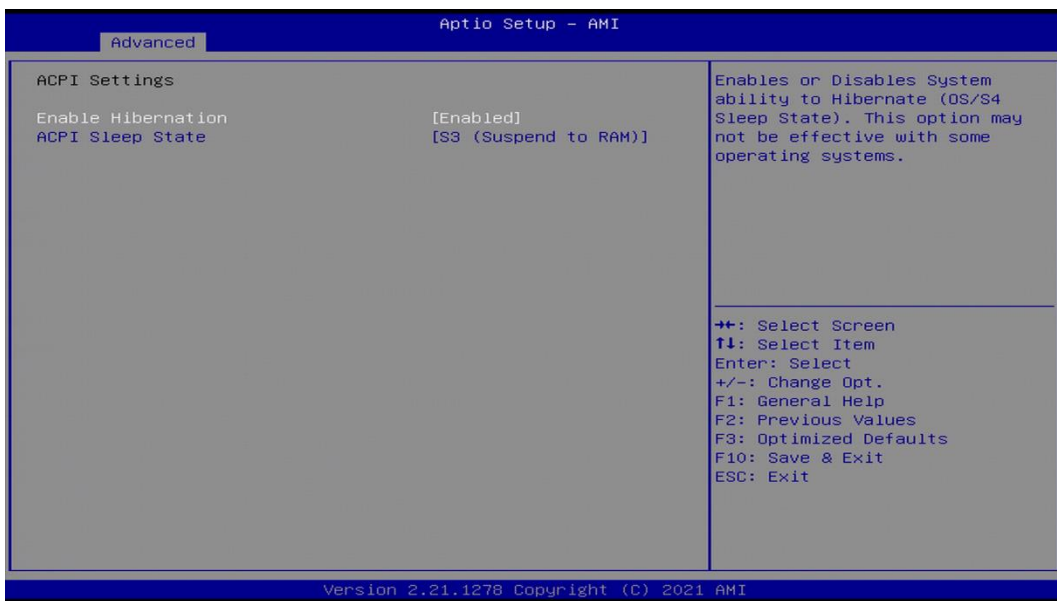 Aptio Setup – AMI
Advanced
ACPI Settings
Enable Hibernation [Enabled]
ACPI Sleep State [S3 (Suspend to RAM)]
Enables or Disables System
ability to Hibernate (OS/S4
Sleep State). This option may
not be effective with some
operating systems.
→←: Select Screen
↑↓: Select Item
Enter: Select
+/-: Change Opt.
F1: General Help
F2: Previous Values
F3: Optimized Defaults
F10: Save & Exit
ESC: Exit
Version 2.21.1278 Copyright (C) 2021 AMI